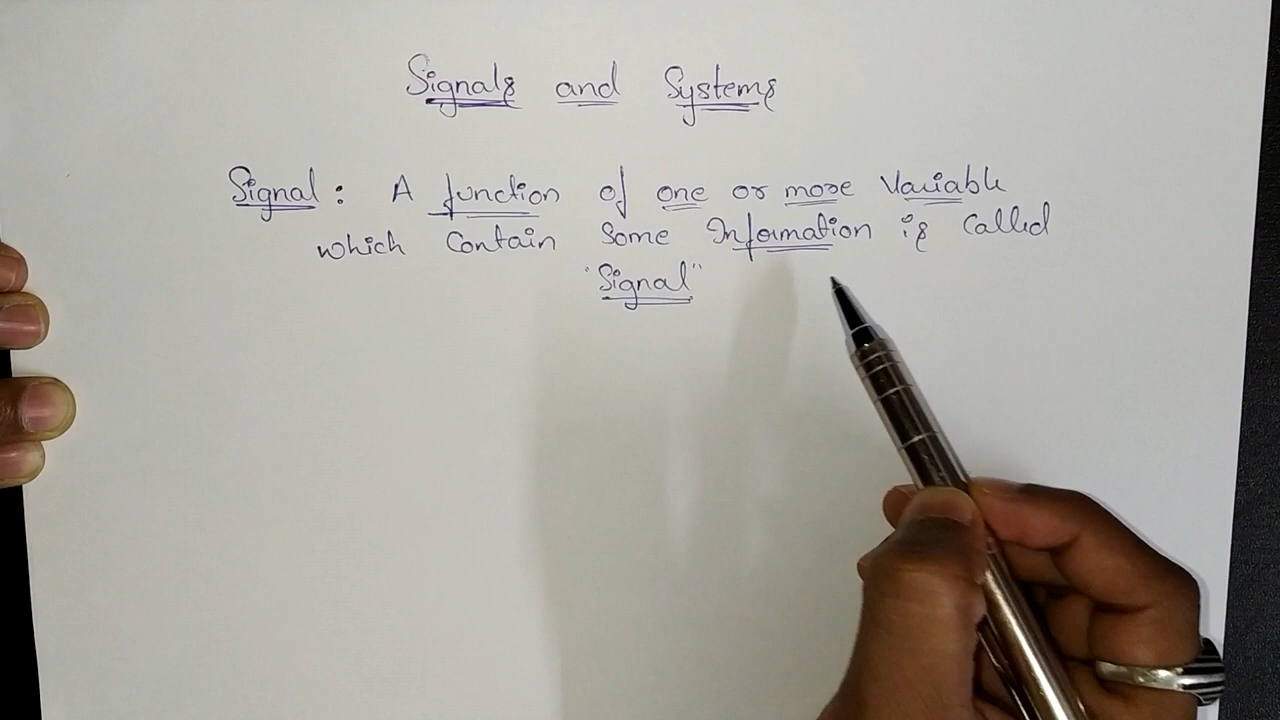 Signals and Systems
Signal: A function of one or more Variable
which Contain Some Information is Called
"Signal"